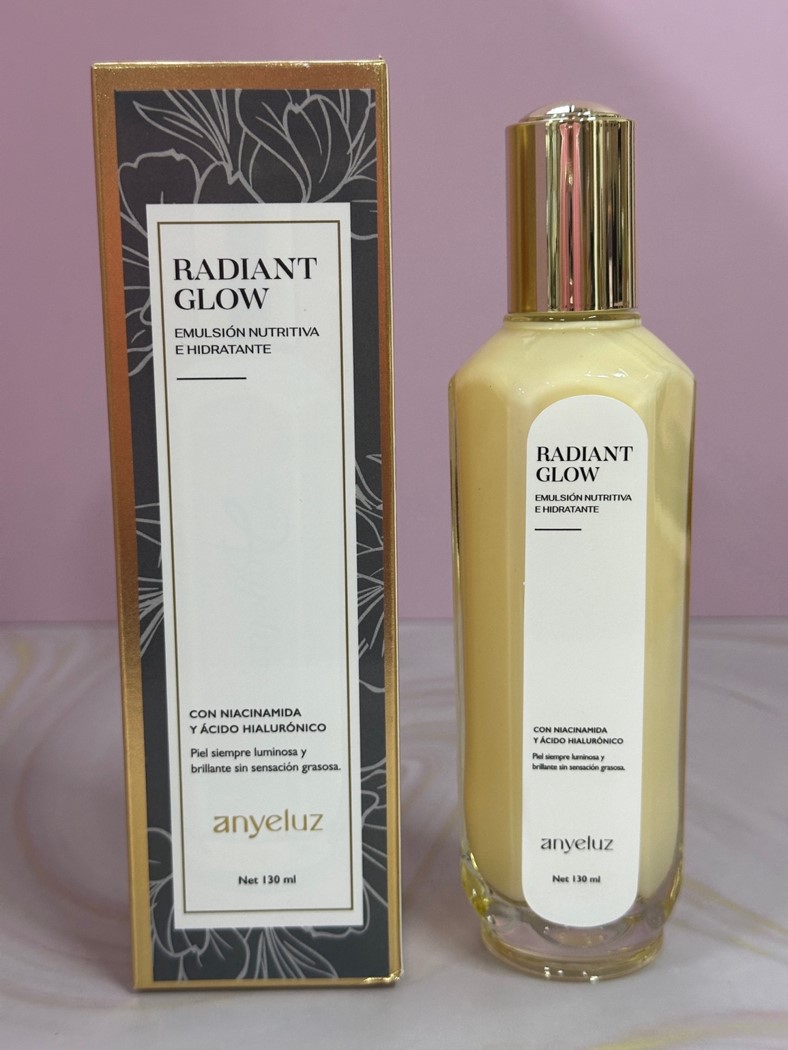 RADIANT
GLOW
EMULSIÓN NUTRITIVA
E HIDRATANTE
CON NIACINAMIDA
Y ÁCIDO HIALURÓNICO
Piel siempre luminosa y
brillante sin sensación grasosa.
anyeluz
Net 130 ml
RADIANT
GLOW
EMULSIÓN NUTRITIVA
E HIDRATANTE
CON NIACINAMIDA
Y ÁCIDO HIALURÓNICO
Piel siempre luminosa y
brillante sin sensación grasosa.
anyeluz
Net 130 ml